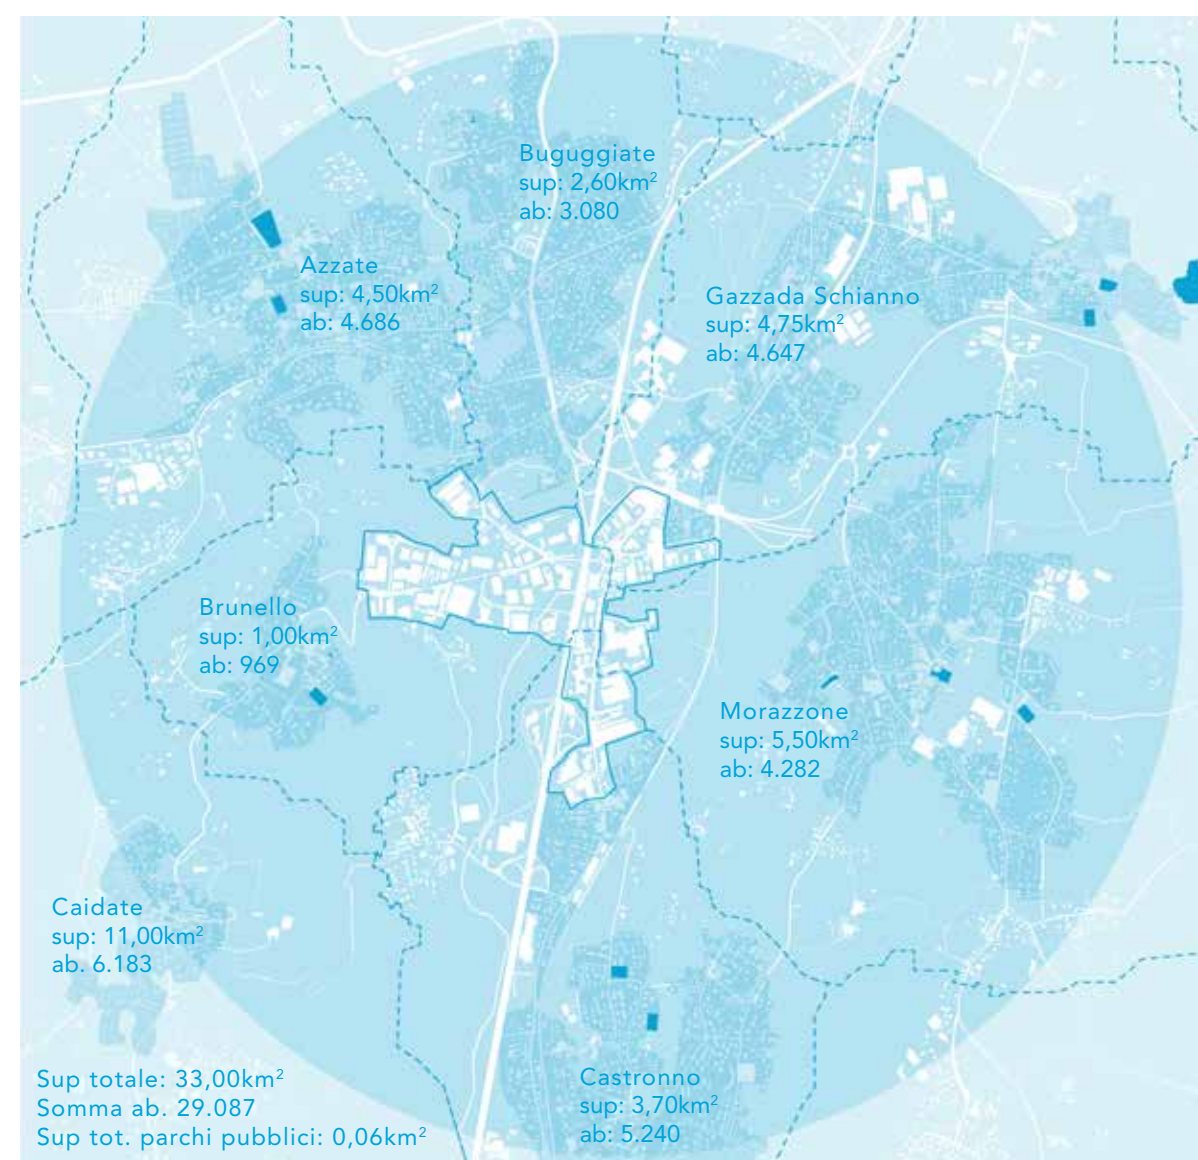 Buguggiate
sup: 2,60km²
ab: 3.080
Azzate
sup: 4,50km²
ab: 4.686
Gazzada Schianno
sup: 4,75km²
ab: 4.647
Brunello
sup: 1,00km²
ab: 969
Morazzone
sup: 5,50km²
ab: 4.282
Caidate
sup: 11,00km²
ab. 6.183
Castronno
sup: 3,70km²
ab: 5.240
Sup totale: 33,00km²
Somma ab. 29.087
Sup tot. parchi pubblici: 0,06km²